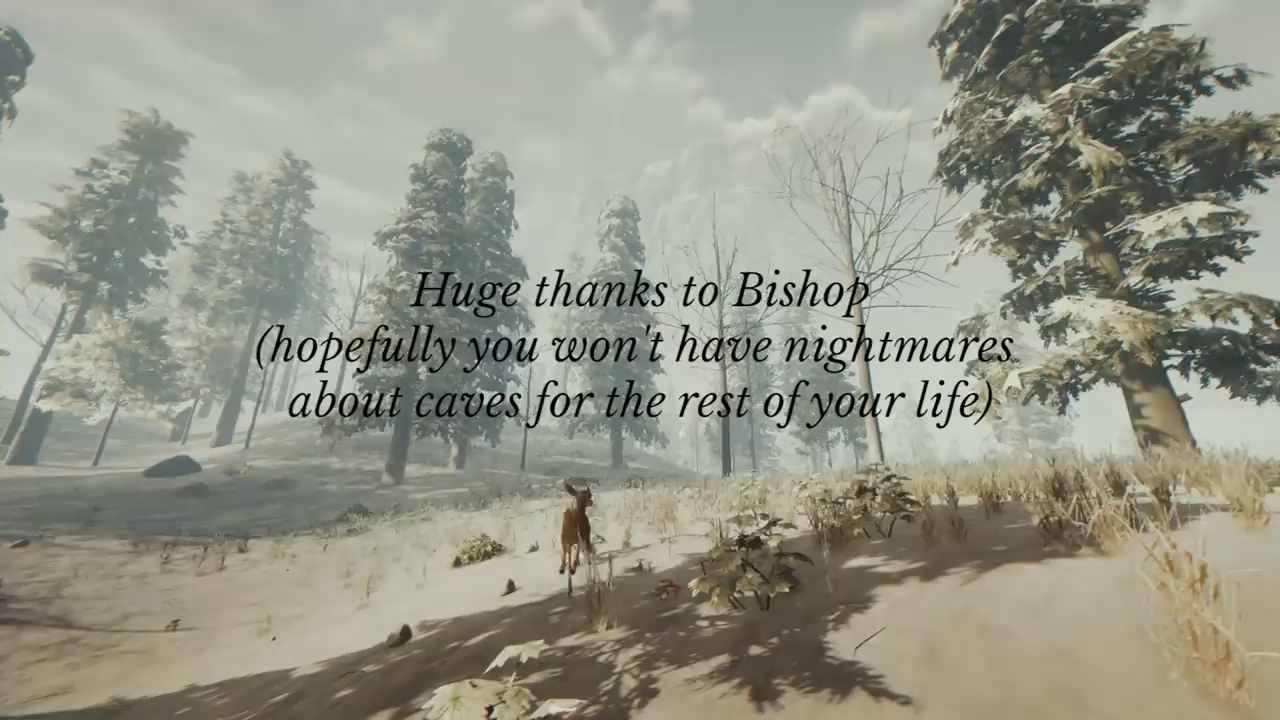 Huge thanks to Bishop
(hopefully you won't have nightmares
about caves for the rest of your life)